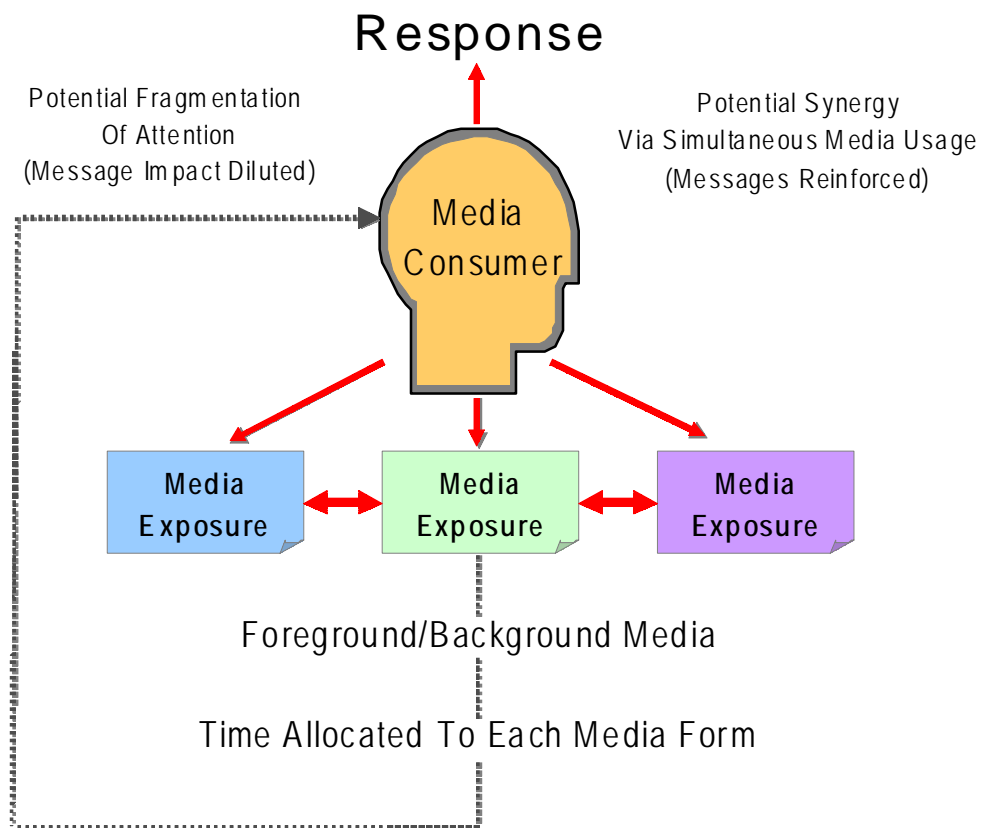 Response
Potential Fragmentation
Of Attention
(Message Impact Diluted)
Potential Synergy
Via Simultaneous Media Usage
(Messages Reinforced)
Media
Consumer
Media
Exposure
Media
Exposure
Media
Exposure
Foreground/Background Media
Time Allocated To Each Media Form